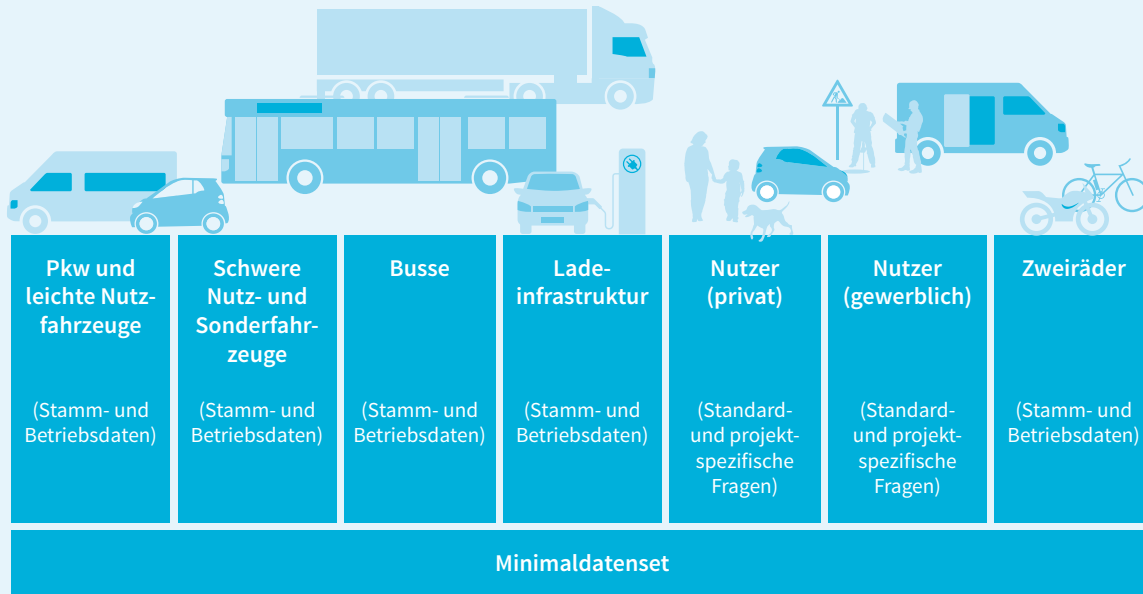 Pkw und
leichte Nutz-
fahrzeuge
(Stamm- und
Betriebsdaten)
Schwere
Nutz- und
Sonderfahr-
zeuge
(Stamm- und
Betriebsdaten)
Busse
(Stamm- und
Betriebsdaten)
Lade-
infrastruktur
(Stamm- und
Betriebsdaten)
Nutzer
(privat)
(Standard-
und projekt-
spezifische
Fragen)
Nutzer
(gewerblich)
(Standard-
und projekt-
spezifische
Fragen)
Zweiräder
(Stamm- und
Betriebsdaten)
Minimaldatenset